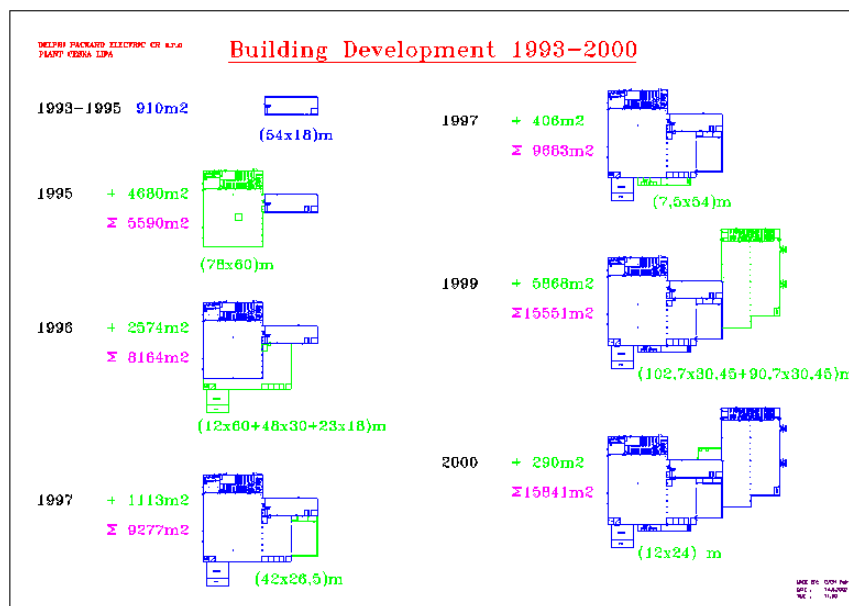 DELPHI PACKARD ELECTRIC CR s.r.o
PLANT CESKA LIPA
Building Development 1993-2000
1993-1995 910m2
(54x18)m
1995 + 4680m2
Σ 5590m2
(78x60)m
1996 + 2574m2
Σ 8164m2
(12x60+48x30+23x18)m
1997 + 1113m2
Σ 9277m2
(42x26,5)m
1997 + 406m2
Σ 9683m2
(7,5x54)m
1999 + 5868m2
Σ15551m2
(102,7x30,45+90,7x30,45)m
2000 + 290m2
Σ15841m2
(12x24) m